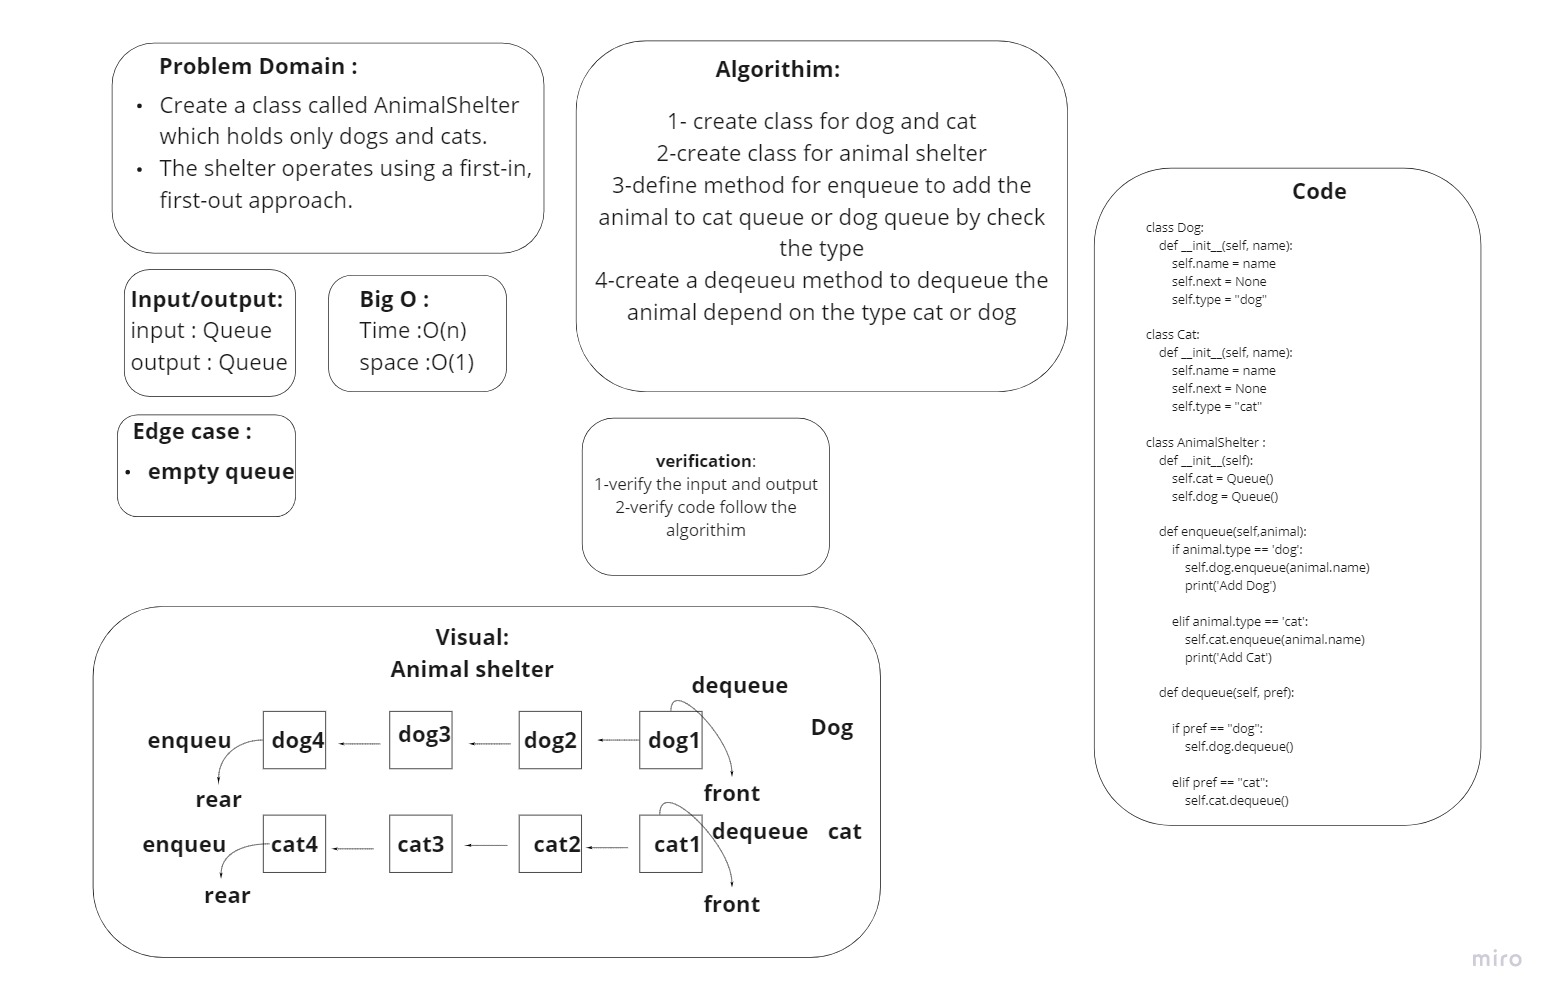 Problem Domain :
• Create a class called AnimalShelter
which holds only dogs and cats.
• The shelter operates using a first-in,
first-out approach.
Input/output:
input : Queue
output : Queue
Big O :
Time :O(n)
space :O(1)
Edge case :
• empty queue
Algorithim:
1- create class for dog and cat
2-create class for animal shelter
3-define method for enqueue to add the
animal to cat queue or dog queue by check
the type
4-create a deqeueu method to dequeue the
animal depend on the type cat or dog
verification:
1-verify the input and output
2-verify code follow the
algorithim
Visual:
Animal shelter
dequeue
Dog
enqueu
dog4
dog3
dog2
dog1
rear
front
enqueu
cat4
cat3
cat2
cat1
dequeue
cat
rear
front
Code
class Dog:
    def __init__(self, name):
        self.name = name
        self.next = None
        self.type = "dog"
class Cat:
    def __init__(self, name):
        self.name = name
        self.next = None
        self.type = "cat"
class AnimalShelter :
    def __init__(self):
        self.cat = Queue()
        self.dog = Queue()
    def enqueue(self,animal):
        if animal.type == 'dog':
            self.dog.enqueue(animal.name)
            print('Add Dog')
        elif animal.type == 'cat':
            self.cat.enqueue(animal.name)
            print('Add Cat')
    def dequeue(self, pref):
        if pref == "dog":
            self.dog.dequeue()
        elif pref == "cat":
            self.cat.dequeue()
miro